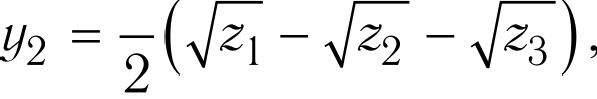 y₂ = —/2 (√z₁ − √z₂ − √z₃),